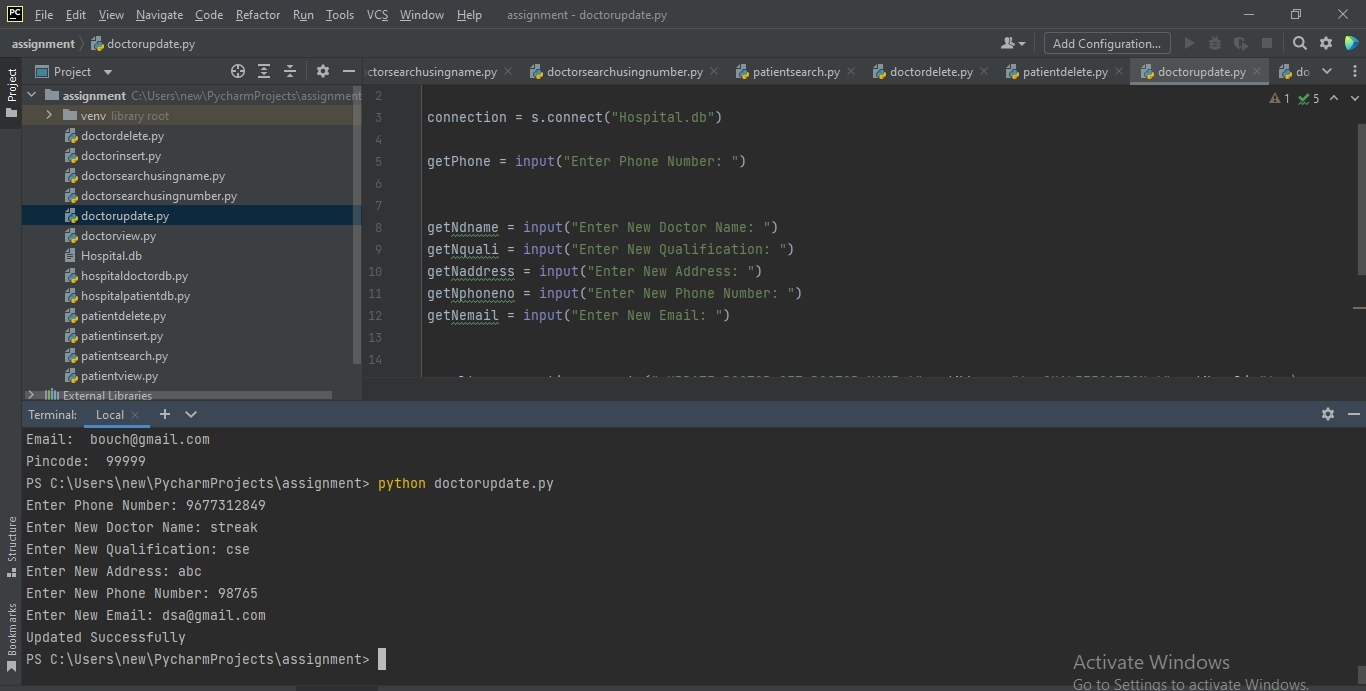 PC File Edit View Navigate Code Refactor Run Tools VCS Window Help assignment - doctorupdate.py
assignment doctorupdate.py Add Configuration...
Project
Project
ctorsearchusingname.py doctorsearchusingnumber.py patientsearch.py doctordelete.py patientdelete.py doctorupdate.py do
assignment C:\Users\new\PycharmProjects\assignment
venv library root
doctordelete.py
doctorinsert.py
doctorsearchusingname.py
doctorsearchusingnumber.py
doctorupdate.py
doctorview.py
Hospital.db
hospitaldoctordb.py
hospitalpatientdb.py
patientdelete.py
patientinsert.py
patientsearch.py
patientview.py
External Libraries
1 5
2
3 connection = s.connect("Hospital.db")
4
5 getPhone = input("Enter Phone Number: ")
6
7
8 getNdname = input("Enter New Doctor Name: ")
9 getNquali = input("Enter New Qualification: ")
10 getNaddress = input("Enter New Address: ")
11 getNphoneno = input("Enter New Phone Number: ")
12 getNemail = input("Enter New Email: ")
13
14
Terminal: Local
Email:  bouch@gmail.com
Pincode:  99999
PS C:\Users\new\PycharmProjects\assignment> python doctorupdate.py
Enter Phone Number: 9677312849
Enter New Doctor Name: streak
Enter New Qualification: cse
Enter New Address: abc
Enter New Phone Number: 98765
Enter New Email: dsa@gmail.com
Updated Successfully
PS C:\Users\new\PycharmProjects\assignment>
Structure
Bookmarks
Activate Windows
Go to Settings to activate Windows.